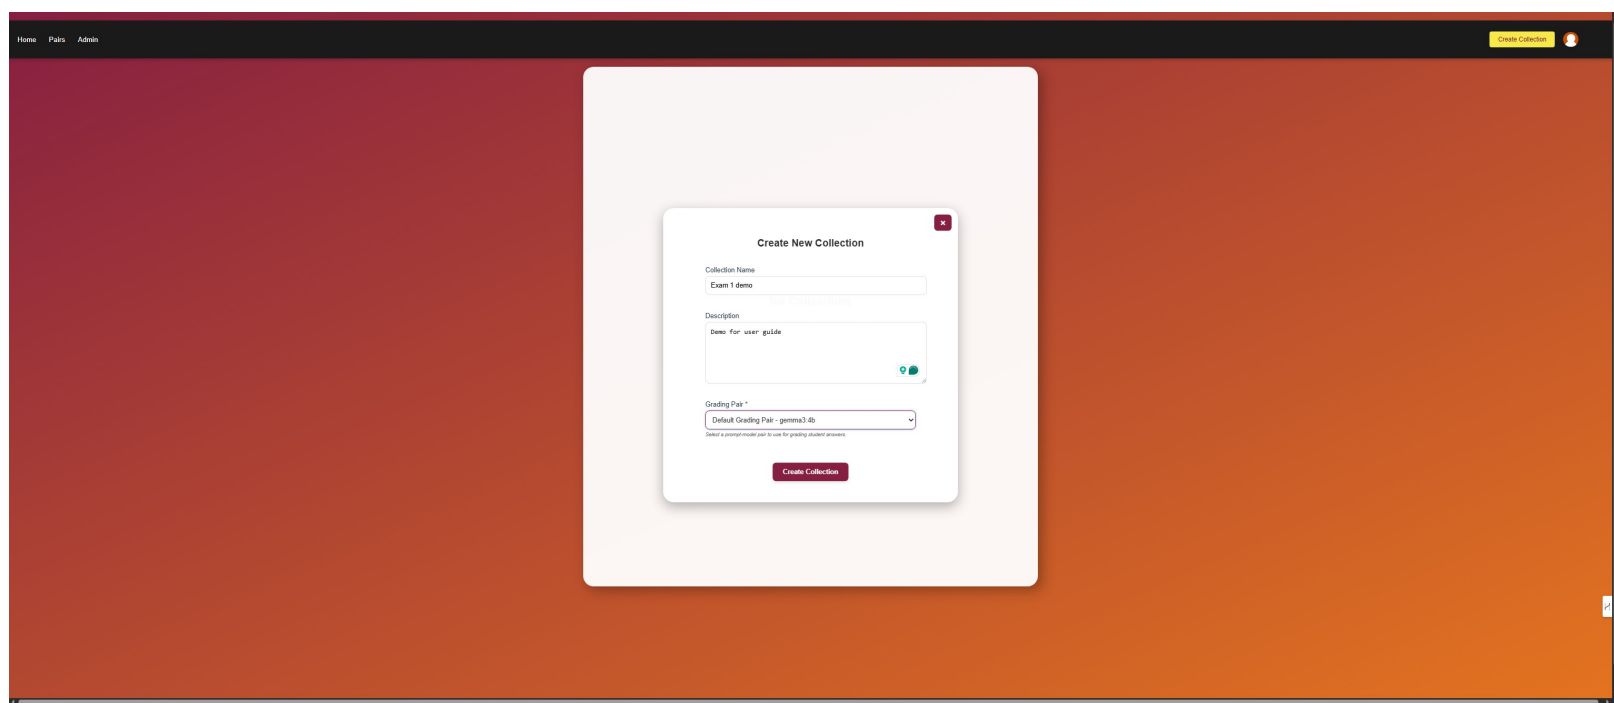 Home Pairs Admin Create Collection
×
Create New Collection
Collection Name
Exam 1 demo
Description
Demo for user guide
Grading Pair *
Default Grading Pair - gemma3:4b
Select a prompt-model pair to use for grading student answers.
Create Collection